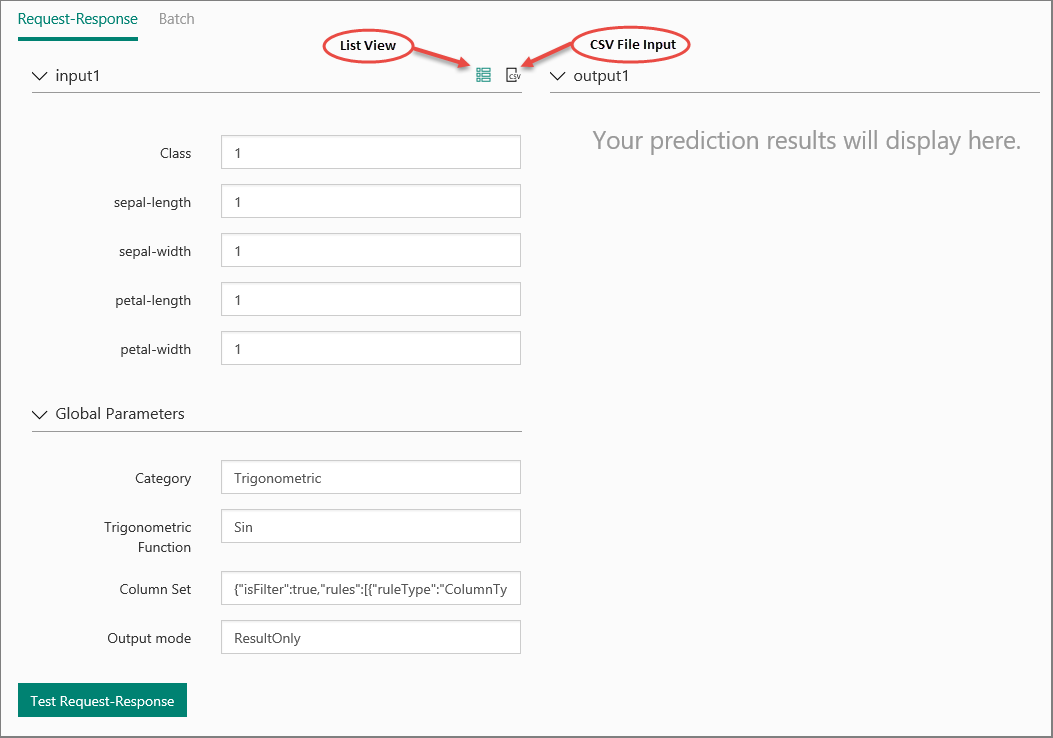 Request-Response Batch
List View
CSV File Input
input1
CSV
output1
Your prediction results will display here.
Class 1
sepal-length 1
sepal-width 1
petal-length 1
petal-width 1
Global Parameters
Category Trigonometric
Trigonometric
Function
Sin
Column Set {"isFilter":true,"rules":[{"ruleType":"ColumnTy
Output mode ResultOnly
Test Request-Response